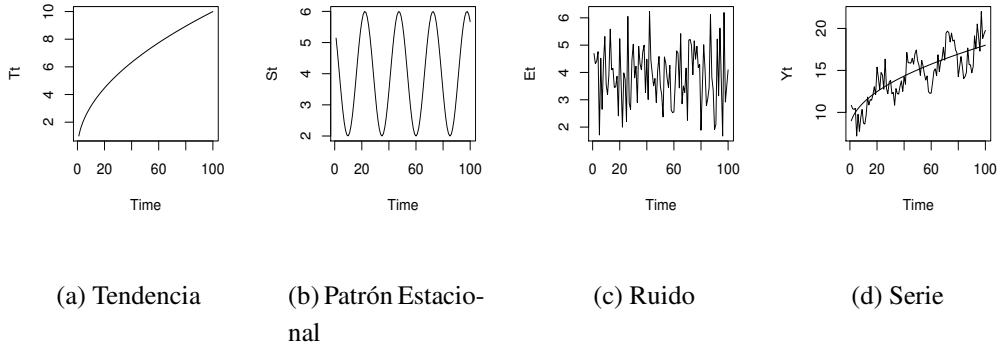 Tt
2 4 6 8 10
0 20 60 100
Time
St
2 3 4 5 6
0 20 60 100
Time
Et
2 3 4 5 6
0 20 60 100
Time
Yt
10 15 20
0 20 60 100
Time
(a) Tendencia
(b) Patrón Estacio-
nal
(c) Ruido
(d) Serie